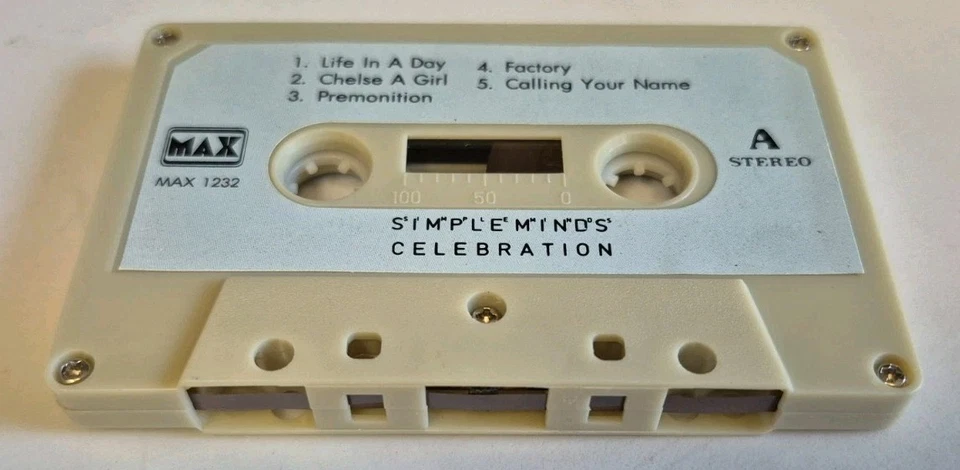 1. Life In A Day
2. Chelse A Girl
3. Premonition
4. Factory
5. Calling Your Name
MAX
MAX 1232
A
STEREO
100 50 0
SIMPLE MINDS
CELEBRATION